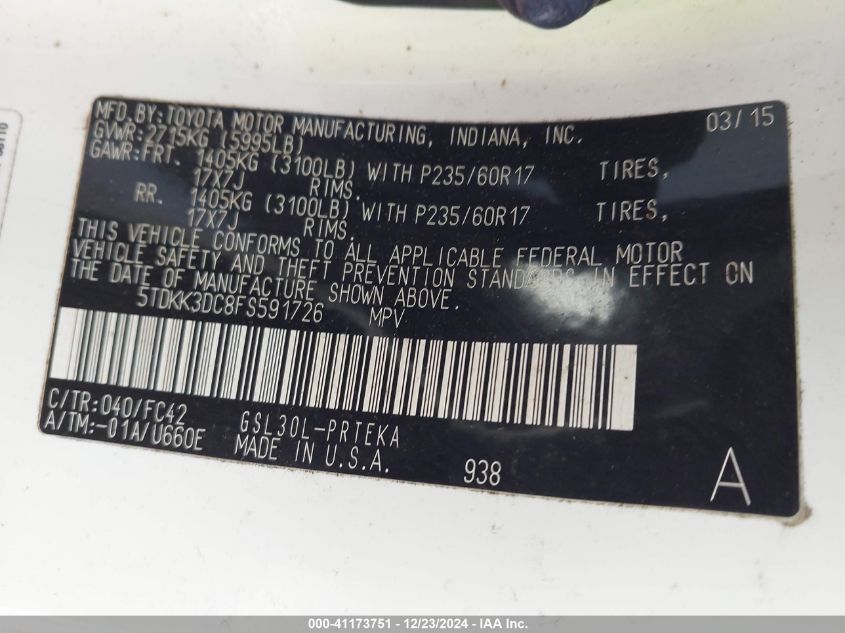 MFD. BY: TOYOTA MOTOR MANUFACTURING, INDIANA, INC. 03/15
GVWR: 2715KG (5995LB)
GAWR: FRT. 1405KG (3100LB) WITH P235/60R17 TIRES,
17X7J RIMS.
RR. 1405KG (3100LB) WITH P235/60R17 TIRES,
17X7J RIMS.
THIS VEHICLE CONFORMS TO ALL APPLICABLE FEDERAL MOTOR
VEHICLE SAFETY AND THEFT PREVENTION STANDARDS IN EFFECT ON
THE DATE OF MANUFACTURE SHOWN ABOVE.
5TDKK3DC8FS591726 MPV
C/TR: 040/FC42
A/TM: -01A/U660E
GSL30L-PRTEKA
MADE IN U.S.A.
938
A
000-41173751 - 12/23/2024 - IAA Inc.